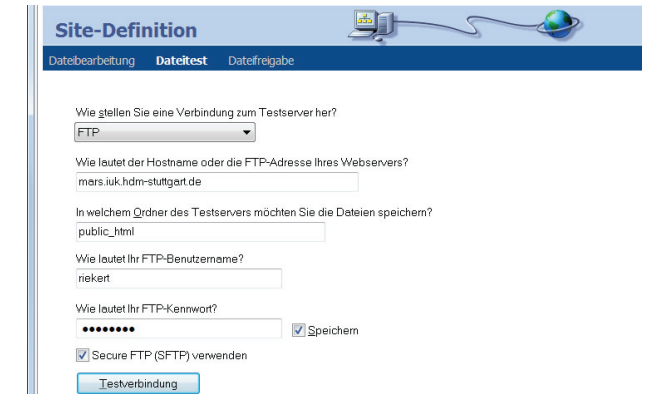 Site-Definition
Dateibearbeitung Dateitest Dateifreigabe
Wie stellen Sie eine Verbindung zum Testserver her?
FTP
Wie lautet der Hostname oder die FTP-Adresse Ihres Webservers?
mars.iuk.hdm-stuttgart.de
In welchem Ordner des Testservers möchten Sie die Dateien speichern?
public_html
Wie lautet Ihr FTP-Benutzername?
riekert
Wie lautet Ihr FTP-Kennwort?
●●●●●●●● Speichern
Secure FTP (SFTP) verwenden
Testverbindung